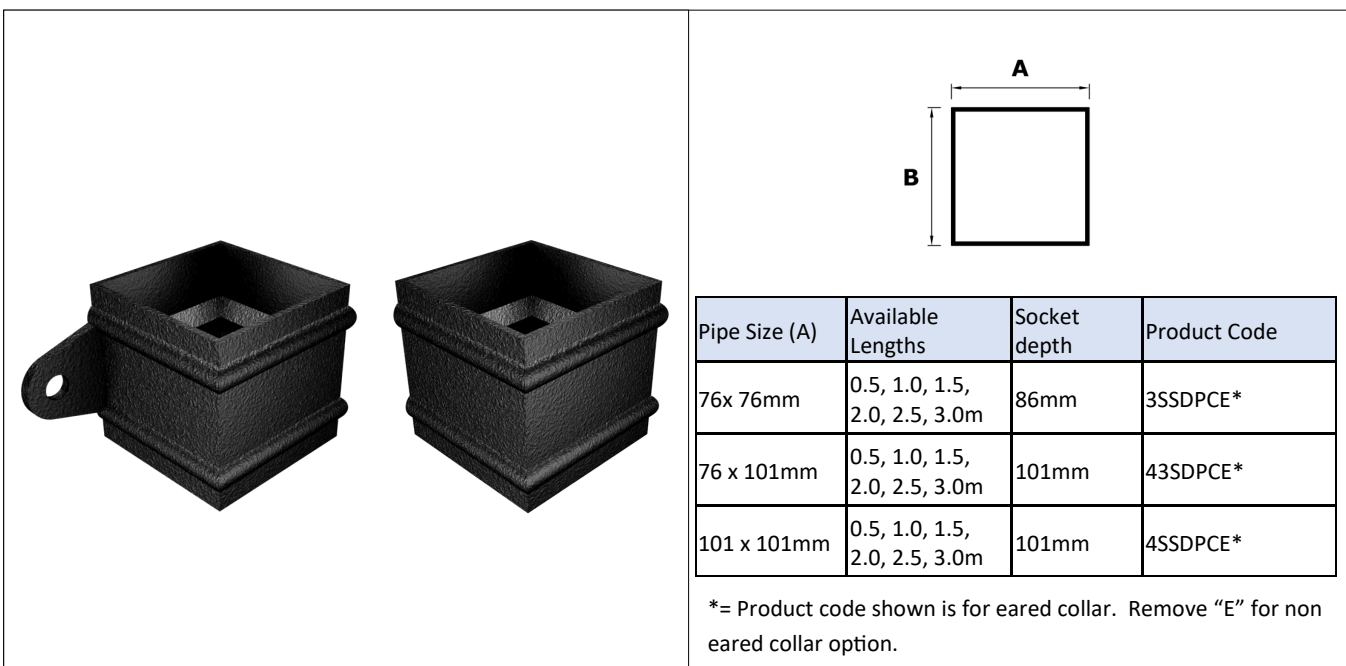 A
B
Pipe Size (A) Available Lengths Socket depth Product Code
76x 76mm 0.5, 1.0, 1.5, 2.0, 2.5, 3.0m 86mm 3SSDPCE*
76 x 101mm 0.5, 1.0, 1.5, 2.0, 2.5, 3.0m 101mm 43SDPCE*
101 x 101mm 0.5, 1.0, 1.5, 2.0, 2.5, 3.0m 101mm 4SSDPCE*
*= Product code shown is for eared collar.  Remove “E” for non
eared collar option.